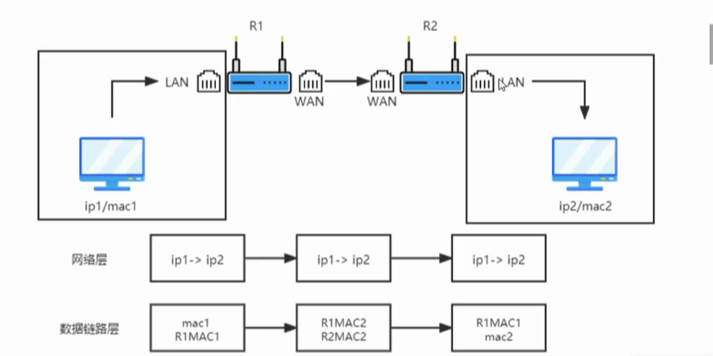 R1
R2
LAN
WAN
WAN
LAN
ip1/mac1
ip2/mac2
网络层
ip1-> ip2
ip1-> ip2
ip1-> ip2
数据链路层
mac1
R1MAC1
R1MAC2
R2MAC2
R1MAC1
mac2